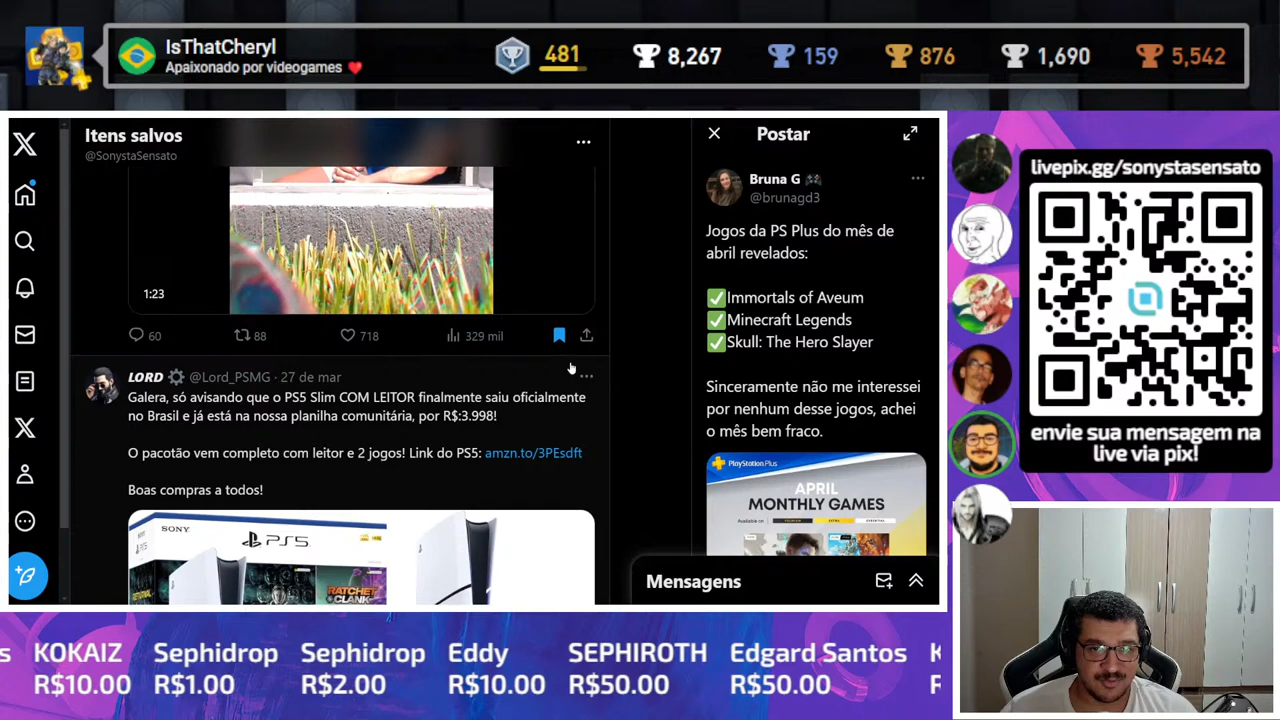 IsThatCheryl
Apaixonado por videogames ❤
481
8,267
159
876
1,690
5,542
Itens salvos
@SonystaSensato
1:23
60
88
718
329 mil
LORD @Lord_PSMG · 27 de mar
Galera, só avisando que o PS5 Slim COM LEITOR finalmente saiu oficialmente
no Brasil e já está na nossa planilha comunitária, por R$:3.998!
O pacotão vem completo com leitor e 2 jogos! Link do PS5: amzn.to/3PEsdft
Boas compras a todos!
SONY
PS5
RATCHET
CLANK
Postar
Bruna G 🎮
@brunagd3
Jogos da PS Plus do mês de
abril revelados:
✅Immortals of Aveum
✅Minecraft Legends
✅Skull: The Hero Slayer
Sinceramente não me interessei
por nenhum desse jogos, achei
o mês bem fraco.
PlayStation Plus
APRIL
MONTHLY GAMES
Mensagens
livepix.gg/sonystasensato
envie sua mensagem na
live via pix!
s KOKAIZ Sephidrop Sephidrop Eddy SEPHIROTH Edgard Santos K
R$10.00 R$1.00 R$2.00 R$10.00 R$50.00 R$50.00 R